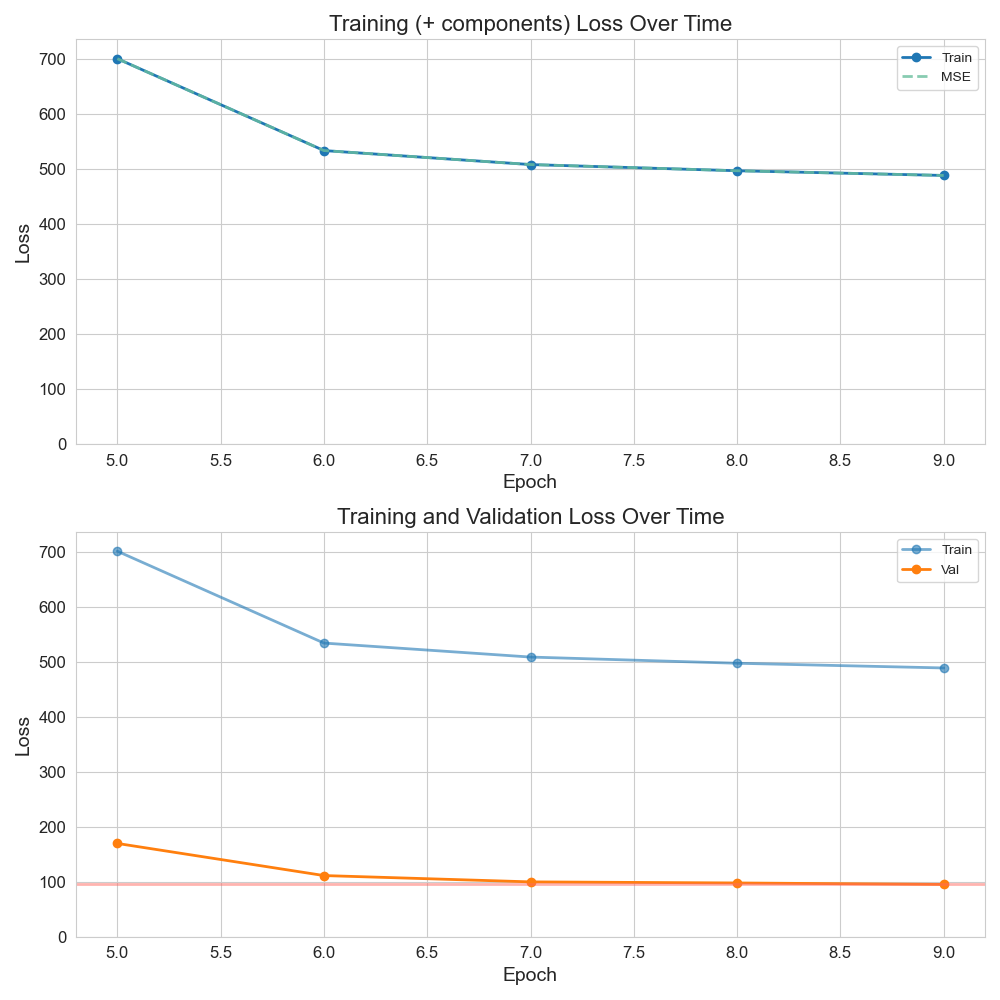 Training (+ components) Loss Over Time
Train
MSE
700
600
500
400
300
200
100
0
Loss
5.0 5.5 6.0 6.5 7.0 7.5 8.0 8.5 9.0
Epoch
Training and Validation Loss Over Time
Train
Val
700
600
500
400
300
200
100
0
Loss
5.0 5.5 6.0 6.5 7.0 7.5 8.0 8.5 9.0
Epoch